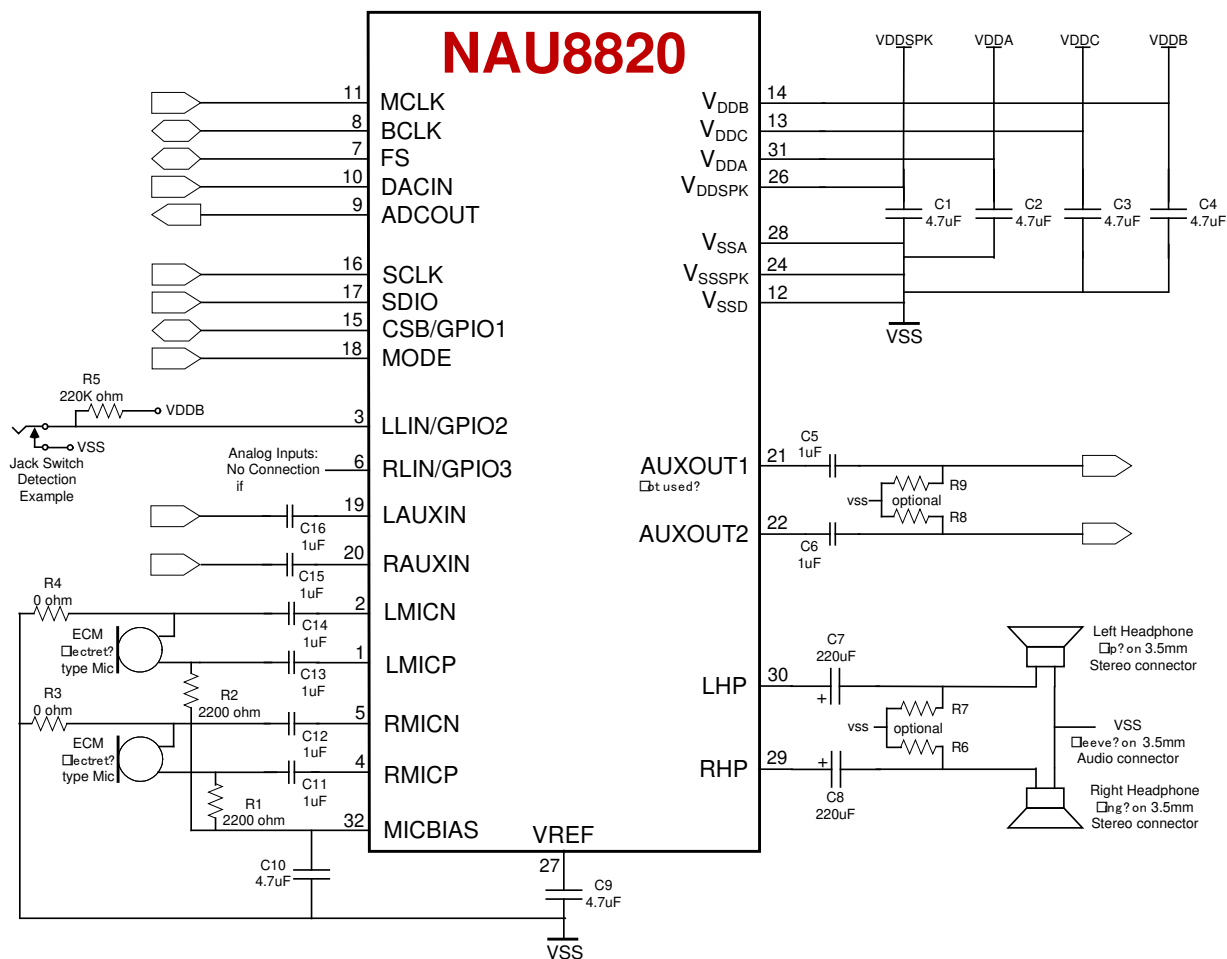 NAU8820
11 MCLK
8 BCLK
7 FS
10 DACIN
9 ADCOUT
16 SCLK
17 SDIO
15 CSB/GPIO1
18 MODE
R5
220K ohm
VDDB
VSS
Jack Switch
Detection
Example
3 LLIN/GPIO2
Analog Inputs:
No Connection
if
6 RLIN/GPIO3
19 LAUXIN
C16
1uF
20 RAUXIN
C15
1uF
R4
0 ohm
2 LMICN
C14
1uF
ECM
□lectret?
type Mic
1 LMICP
C13
1uF
R3
0 ohm
R2
2200 ohm
5 RMICN
C12
1uF
ECM
□lectret?
type Mic
4 RMICP
C11
1uF
R1
2200 ohm
32 MICBIAS
C10
4.7uF
VREF
27
C9
4.7uF
VSS
VDDSPK VDDA VDDC VDDB
VDDB 14
VDDC 13
VDDA 31
VDDSPK 26
C1
4.7uF
C2
4.7uF
C3
4.7uF
C4
4.7uF
VSSA 28
VSSSPK 24
VSSD 12
VSS
AUXOUT1 21
□ot used?
C5
1uF
R9
vss optional
R8
AUXOUT2 22
C6
1uF
C7
220uF
LHP 30
+
R7
vss optional
R6
RHP 29
+
C8
220uF
Left Headphone
□ip? on 3.5mm
Stereo connector
VSS
□leeve? on 3.5mm
Audio connector
Right Headphone
□ing? on 3.5mm
Stereo connector